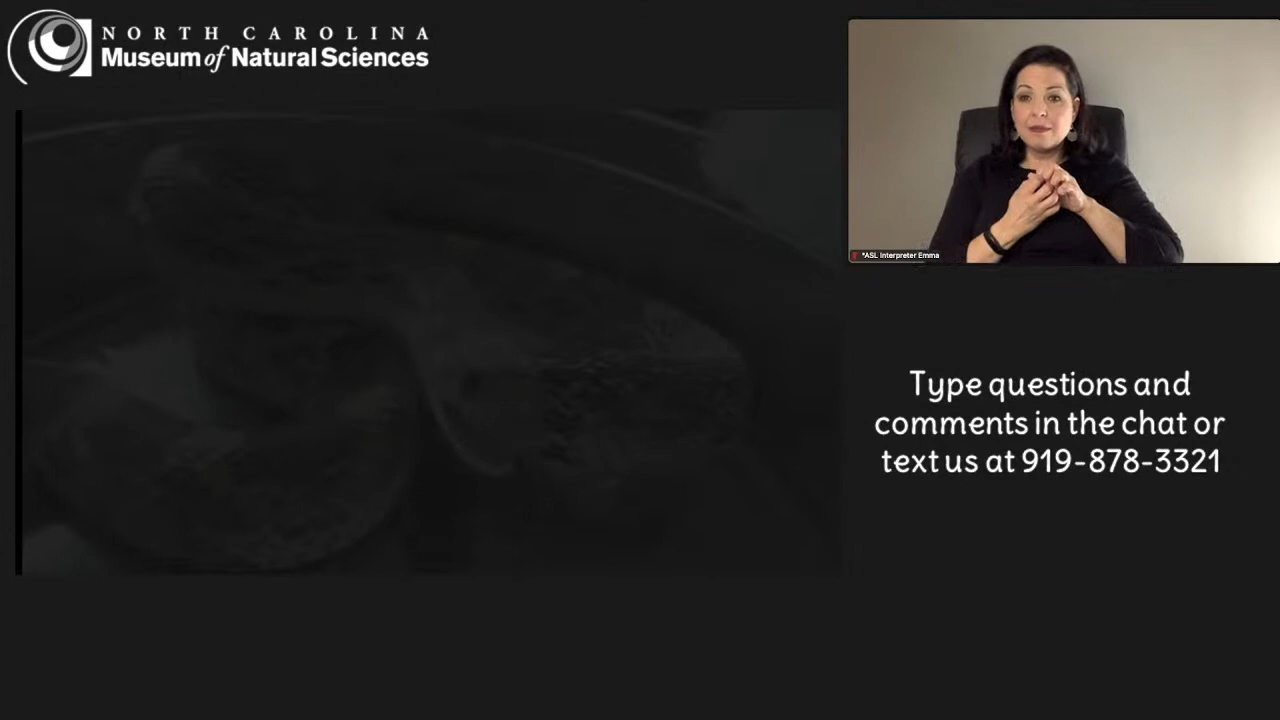 NORTH CAROLINA
Museum of Natural Sciences
*ASL Interpreter Emma
Type questions and
comments in the chat or
text us at 919-878-3321